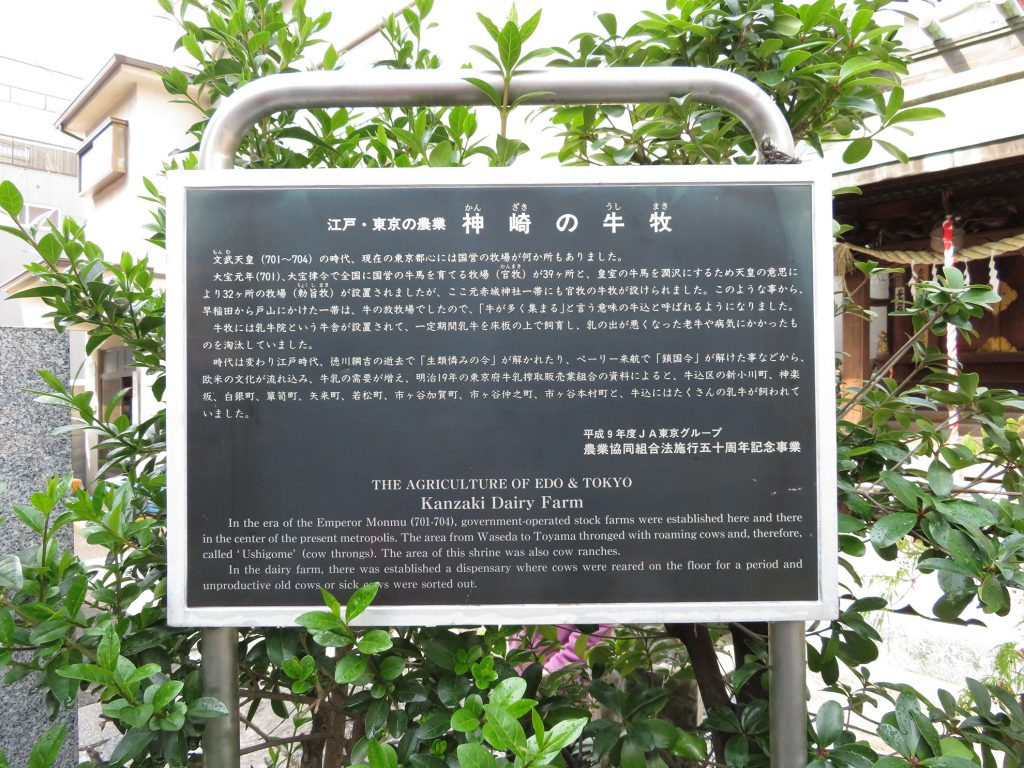 江戸・東京の農業 神崎の牛牧
かん ざき うし まき
もんむ
文武天皇（701～704）の時代、現在の東京都心には国営の牧場が何か所もありました。
かんまき
大宝元年(701)、大宝律令で全国に国営の牛馬を育てる牧場（官牧）が39ヶ所と、皇室の牛馬を潤沢にするため天皇の意思に
ちょくし まき
より32ヶ所の牧場（勅旨牧）が設置されましたが、ここ元赤城神社一帯にも官牧の牛牧が設けられました。このような事から、
早稲田から戸山にかけた一帯は、牛の放牧場でしたので、「牛が多く集まる」と言う意味の牛込と呼ばれるようになりました。
牛牧には乳牛院という牛舎が設置されて、一定期間乳牛を床板の上で飼育し、乳の出が悪くなった老牛や病気にかかったも
のを淘汰していました。
時代は変わり江戸時代、徳川綱吉の逝去で「生類憐みの令」が解かれたり、ペーリー来航で「鎖国令」が解けた事などから、
欧米の文化が流れ込み、牛乳の需要が増え、明治19年の東京府牛乳搾取販売業組合の資料によると、牛込区の新小川町、神楽
坂、白銀町、箪笥町、矢来町、若松町、市ヶ谷加賀町、市ヶ谷仲之町、市ヶ谷本村町と、牛込にはたくさんの乳牛が飼われて
いました。
平成9年度JA東京グループ
農業協同組合法施行五十周年記念事業
THE AGRICULTURE OF EDO & TOKYO
Kanzaki Dairy Farm
In the era of the Emperor Monmu (701-704), government-operated stock farms were established here and there
in the center of the present metropolis. The area from Waseda to Toyama thronged with roaming cows and, therefore,
called 'Ushigome' (cow throngs). The area of this shrine was also cow ranches.
In the dairy farm, there was established a dispensary where cows were reared on the floor for a period and
unproductive old cows or sick cows were sorted out.